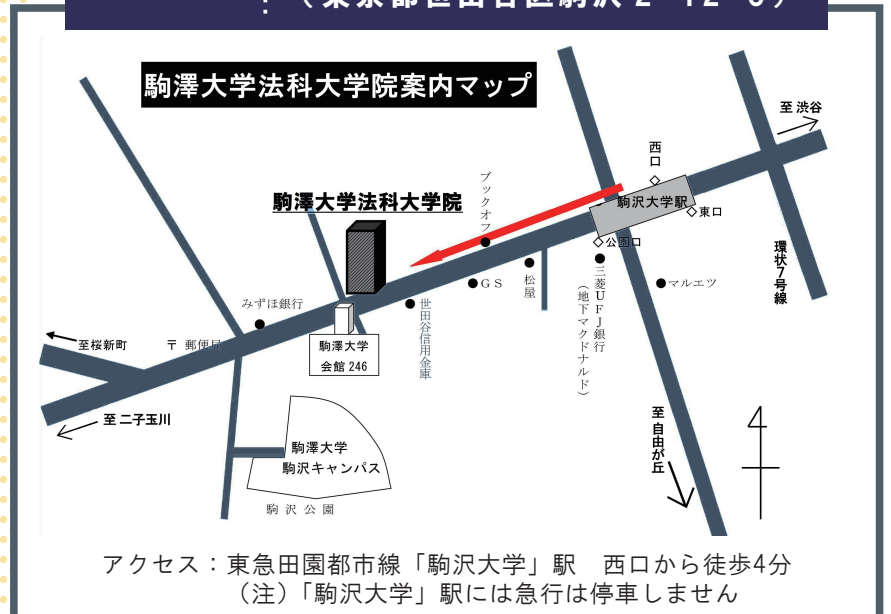 駒澤大学法科大学院案内マップ
至 渋谷
西口
ブックオフ
駒澤大学法科大学院
駒沢大学駅
東口
公園口
環状7号線
GS
松屋
三菱UFJ銀行
(地下マクドナルド)
マルエツ
みずほ銀行
世田谷信用金庫
至桜新町
〒 郵便局
駒澤大学
会館 246
至 二子玉川
至 自由が丘
駒澤大学
駒沢キャンパス
駒沢公園
4
アクセス:東急田園都市線「駒沢大学」駅 西口から徒歩4分
(注)「駒沢大学」駅には急行は停車しません